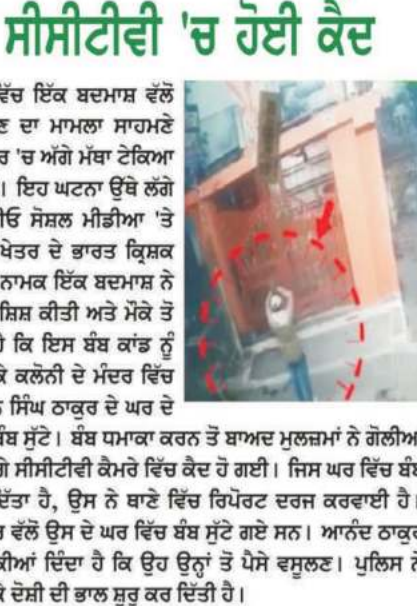 ਸੀਸੀਟੀਵੀ 'ਚ ਹੋਈ ਕੈਦ
ਵਿੱਚ ਇੱਕ ਬਦਮਾਸ਼ ਵੱਲੋਂ
ਦਾ ਮਾਮਲਾ ਸਾਹਮਣੇ
'ਚ ਅੱਗੇ ਮੱਥਾ ਟੇਕਿਆ
। ਇਹ ਘਟਨਾ ਉੱਥੇ ਲੱਗੇ
ਸੋਸ਼ਲ ਮੀਡੀਆ 'ਤੇ
ਖੇਤਰ ਦੇ ਭਾਰਤ ਕ੍ਰਿਸ਼ਕ
ਨਾਮਕ ਇੱਕ ਬਦਮਾਸ਼ ਨੇ
ਕੀਤੀ ਅਤੇ ਮੌਕੇ ਤੋਂ
ਕਿ ਇਸ ਬੰਬ ਕਾਂਡ ਨੂੰ
ਕਲੋਨੀ ਦੇ ਮੰਦਰ ਵਿੱਚ
ਸਿੰਘ ਠਾਕੁਰ ਦੇ ਘਰ ਦੇ
ਬੰਬ ਸੁੱਟੇ। ਬੰਬ ਧਮਾਕਾ ਕਰਨ ਤੋਂ ਬਾਅਦ ਮੁਲਜ਼ਮਾਂ ਨੇ ਗੋਲੀਆਂ
ਸੀਸੀਟੀਵੀ ਕੈਮਰੇ ਵਿੱਚ ਕੈਦ ਹੋ ਗਈ। ਜਿਸ ਘਰ ਵਿੱਚ ਬੰਬ
ਹੈ, ਉਸ ਨੇ ਥਾਣੇ ਵਿੱਚ ਰਿਪੋਰਟ ਦਰਜ ਕਰਵਾਈ ਹੈ।
ਵੱਲੋਂ ਉਸ ਦੇ ਘਰ ਵਿੱਚ ਬੰਬ ਸੁੱਟੇ ਗਏ ਸਨ। ਆਨੰਦ ਠਾਕੁਰ
ਦਿੰਦਾ ਹੈ ਕਿ ਉਹ ਉਨ੍ਹਾਂ ਤੋਂ ਪੈਸੇ ਵਸੂਲਣ। ਪੁਲਿਸ ਨੇ
ਦੋਸ਼ੀ ਦੀ ਭਾਲ ਸ਼ੁਰੂ ਕਰ ਦਿੱਤੀ ਹੈ।